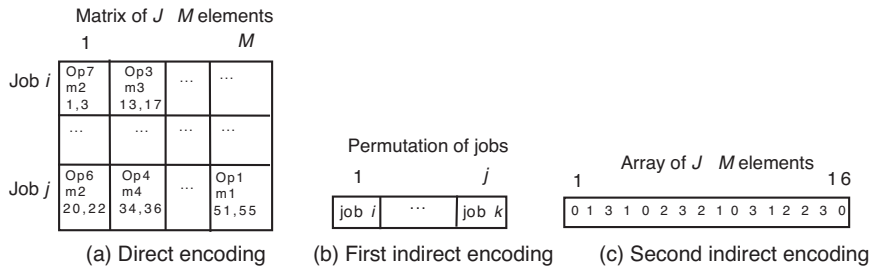 Matrix of J M elements
1 M
Job i
Op7 Op3 ... ...
m2 m3
1,3 13,17
... ... ... ...
Job j
Op6 Op4 ... Op1
m2 m4 m1
20,22 34,36 51,55
(a) Direct encoding
Permutation of jobs
1 j
job i ... job k
(b) First indirect encoding
Array of J M elements
1 16
0 1 3 1 0 2 3 2 1 0 3 1 2 2 3 0
(c) Second indirect encoding